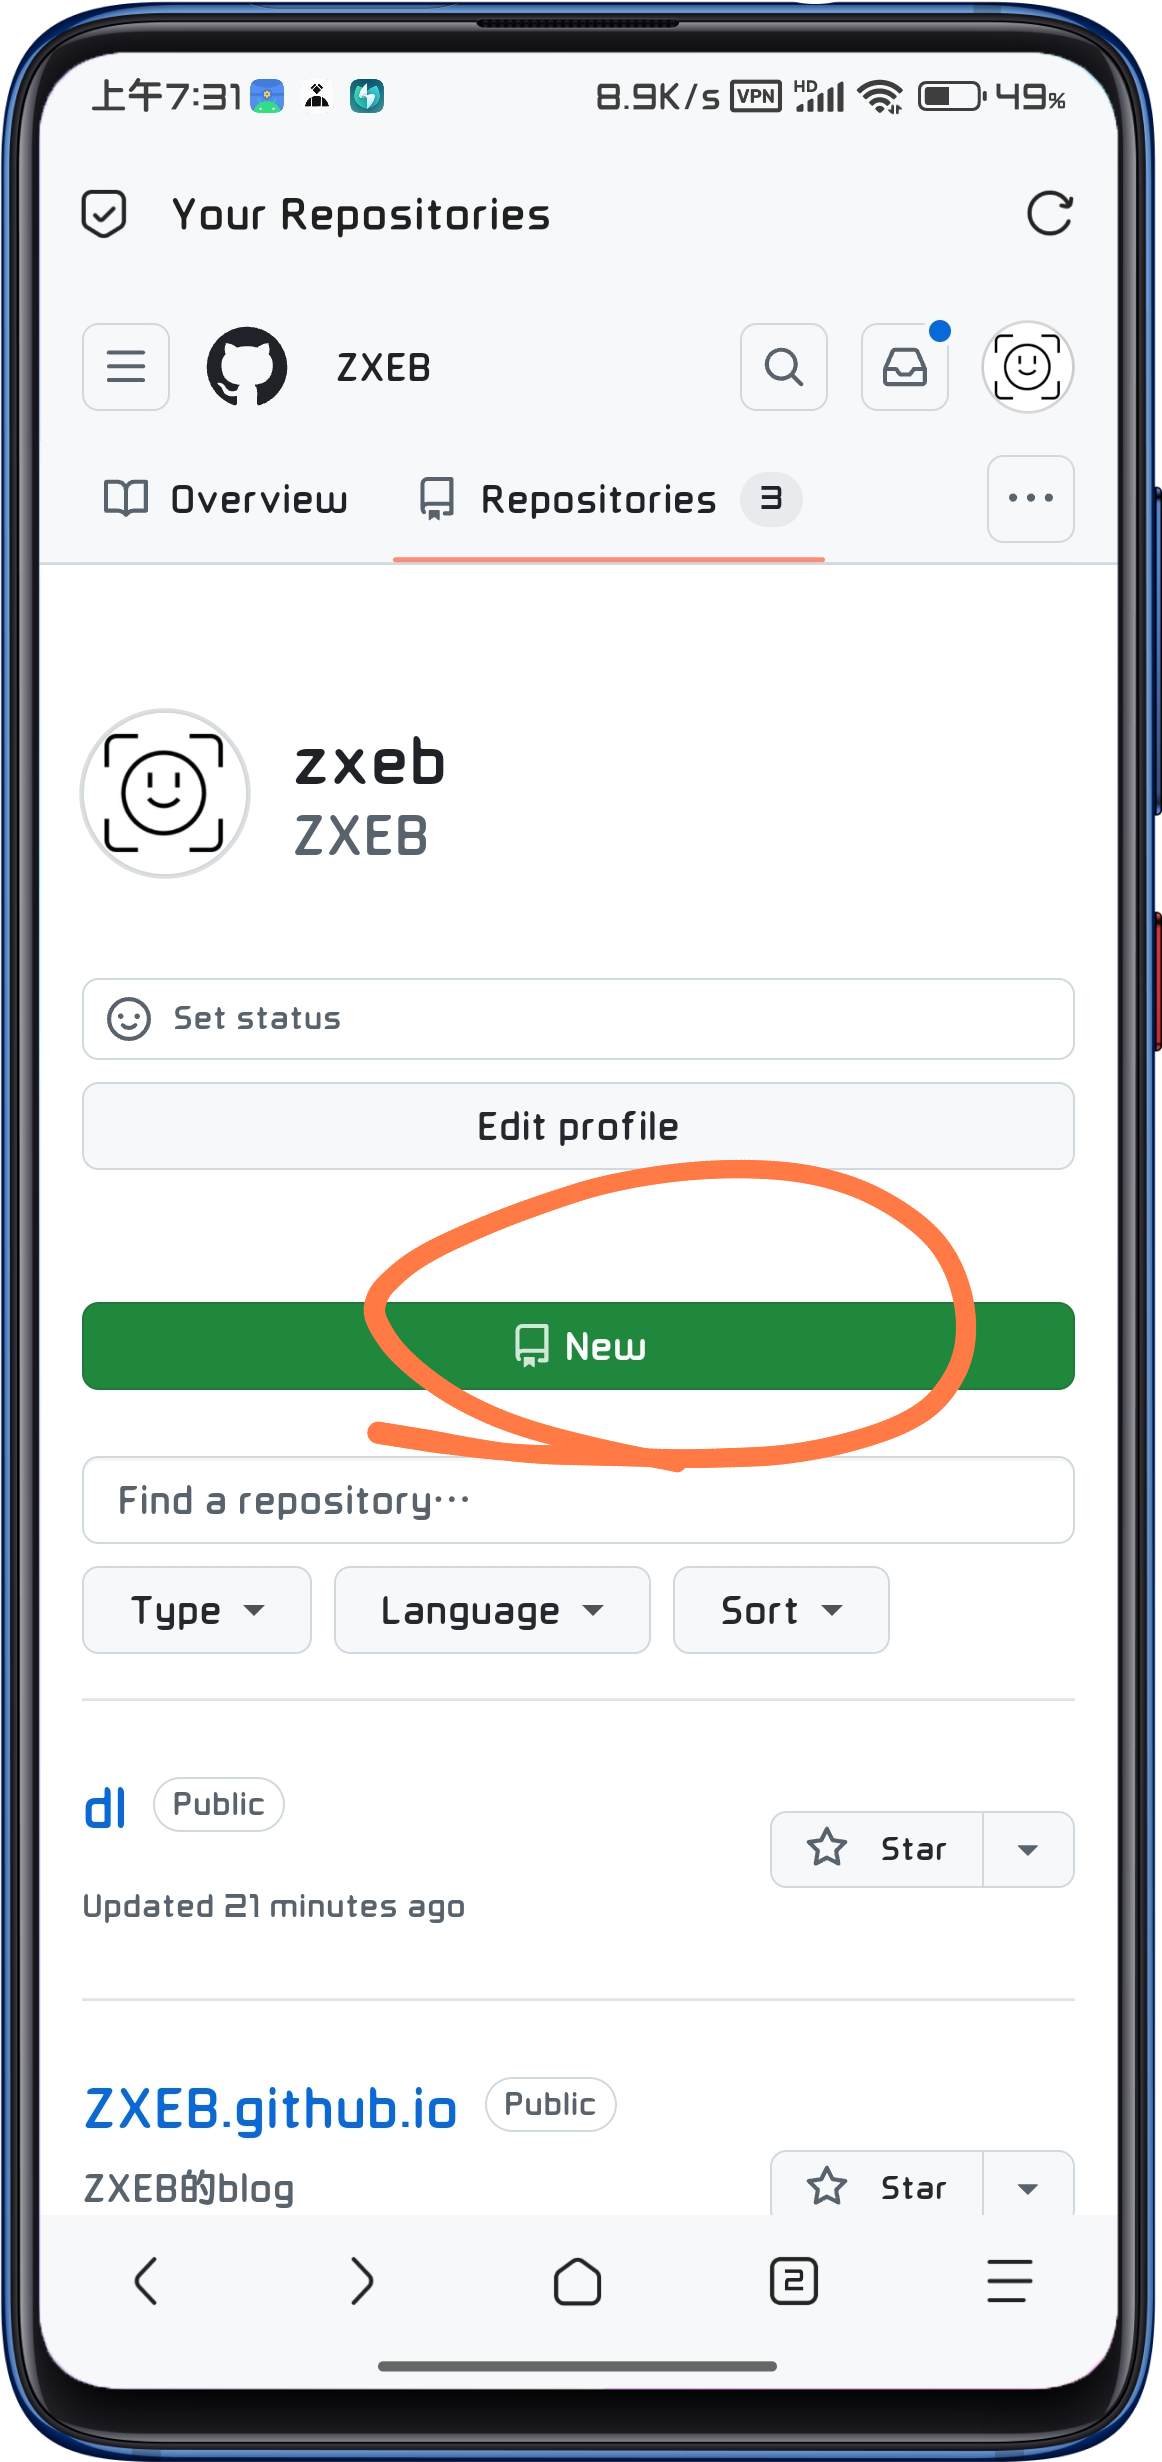 上午7:31 8.9K/s VPN HD 49%
Your Repositories
ZXEB
Overview Repositories 3
zxeb
ZXEB
Set status
Edit profile
New
Find a repository…
Type Language Sort
dl Public
Star
Updated 21 minutes ago
ZXEB.github.io Public
ZXEB的blog
Star
2